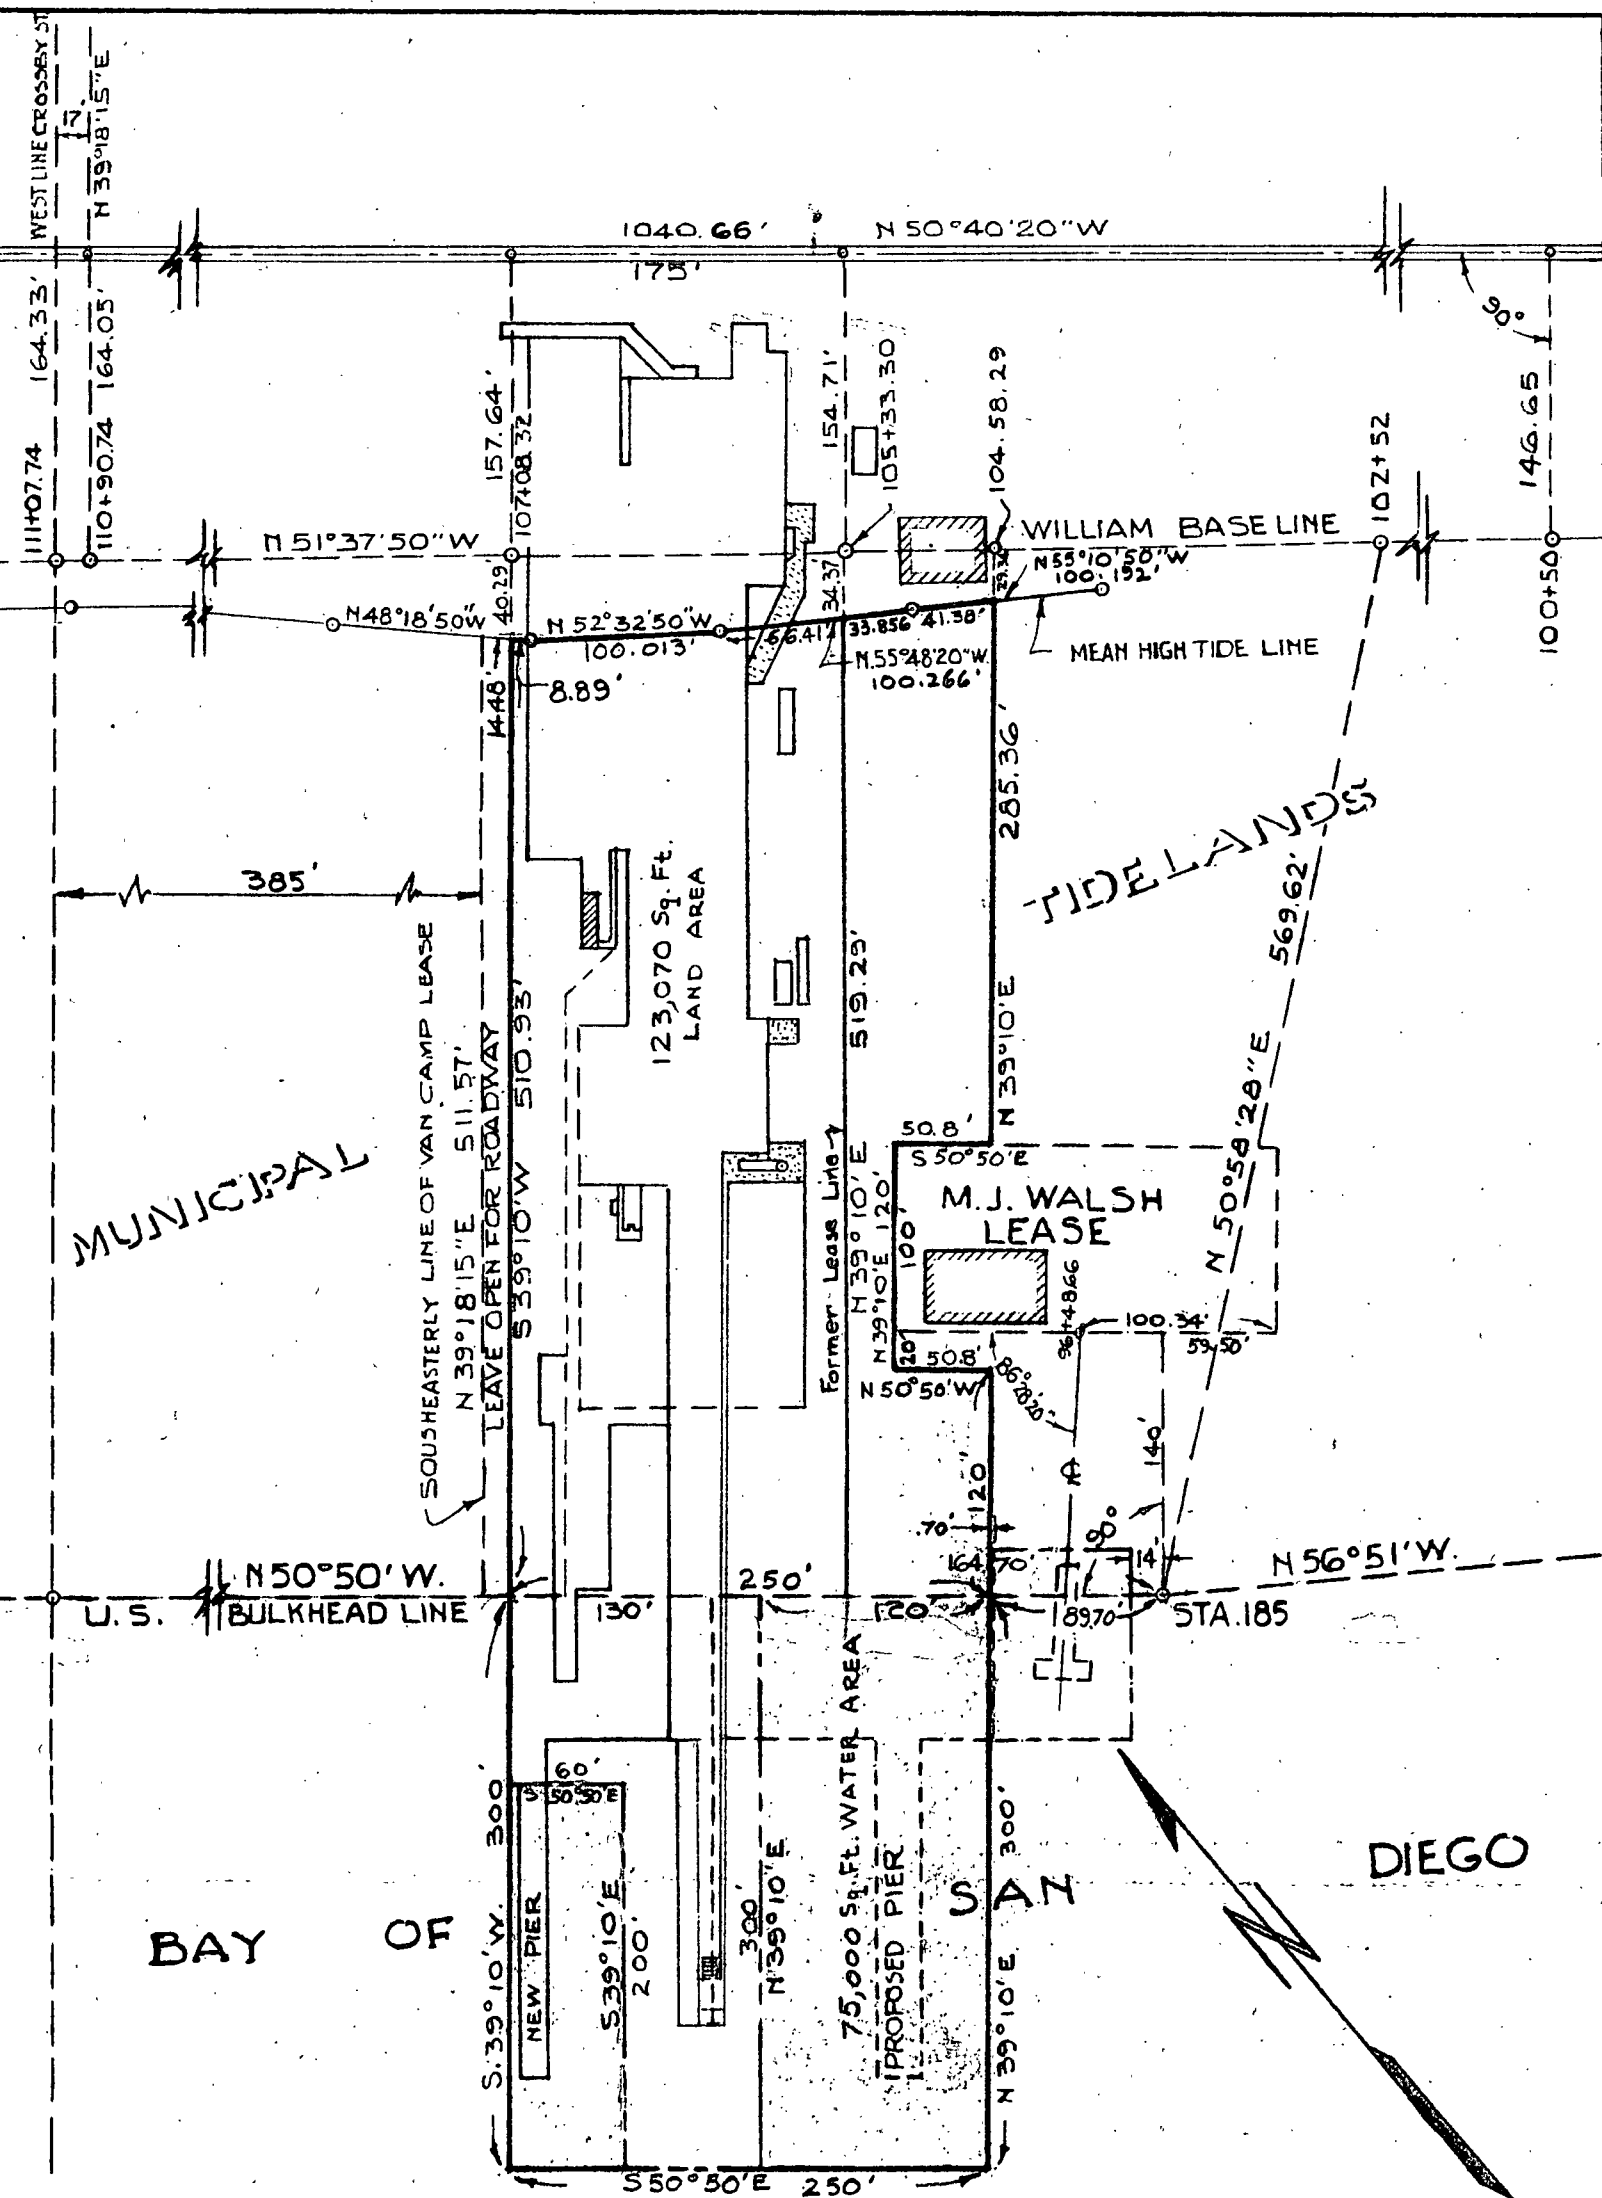 WEST LINE CROSSBY ST.
17'
N 39°18'15"E
164.33'
164.05'
1040.66'
N 50°40'20"W
175'
90°
157.64'
154.71'
146.65
111+07.74
110+90.74
107+08.32
105+33.30
104.58.29
102+52
100+50
N 51°37'50"W
WILLIAM BASE LINE
N 55°10'50"W
100.192'
40.29'
34.37'
N 48°18'50"W
N 52°32'50"W
100.013'
66.41'
33.856'
41.38'
N.55°48'20"W.
100.266'
MEAN HIGH TIDE LINE
14.48'
8.89'
285.36'
TIDELANDS
385'
569.62'
123,070 Sq. Ft.
LAND AREA
SOUSHEASTERLY LINE OF VAN CAMP LEASE
N 39°18'15"E 511.57'
LEAVE OPEN FOR ROADWAY
S 39°10'W 510.93'
519.29'
N 39°10'E
Former Lease Line
N 39°10'E
MUNICIPAL
50.8'
S 50°50'E
M.J. WALSH
LEASE
N 39°10'E 120'
100'
20'
50.8'
N 50°50'W
N 50°58'28"E
96+48.66
100.34'
59.50'
86°28'20"
140'
120'
A
.70'
164.70'
90°
14'
N 50°50'W.
U.S. BULKHEAD LINE
250'
130'
120'
189.70'
STA.185
N 56°51'W.
60'
S 50°50'E
S.39°10'W. 300'
NEW PIER
S.39°10'E
200'
300'
N 39°10'E
75,000 Sq. Ft. WATER AREA
PROPOSED PIER
N 39°10'E 300'
BAY OF SAN DIEGO
S 50°50'E 250'